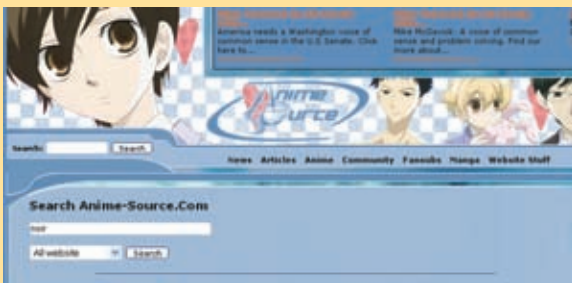 America needs a Washington voice of
common sense in the U.S. Senate. Click
here to...
Mike McGavick: A voice of common
sense and problem solving. Find out
more about...
Anime
Source
Search:
Search
News Articles Anime Community Fansubs Manga Website Stuff
Search Anime-Source.Com
noir
All website
Search